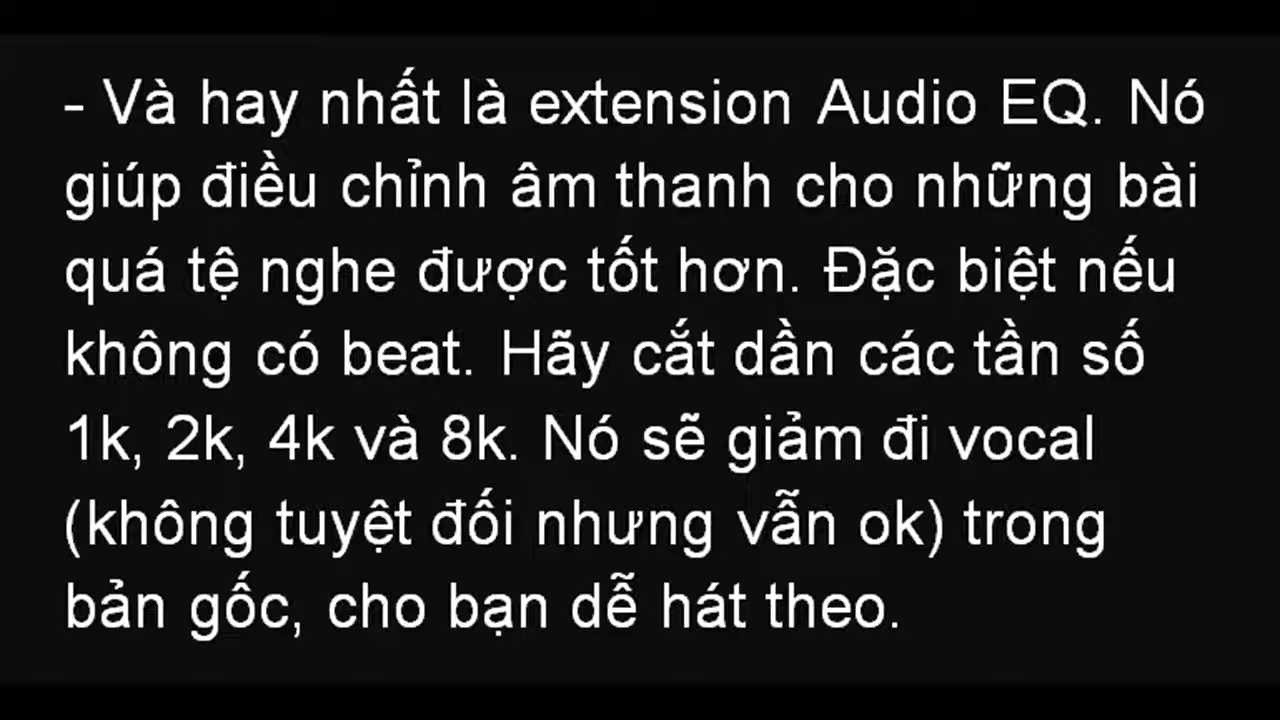 - Và hay nhất là extension Audio EQ. Nó
giúp điều chỉnh âm thanh cho những bài
quá tệ nghe được tốt hơn. Đặc biệt nếu
không có beat. Hãy cắt dần các tần số
1k, 2k, 4k và 8k. Nó sẽ giảm đi vocal
(không tuyệt đối nhưng vẫn ok) trong
bản gốc, cho bạn dễ hát theo.